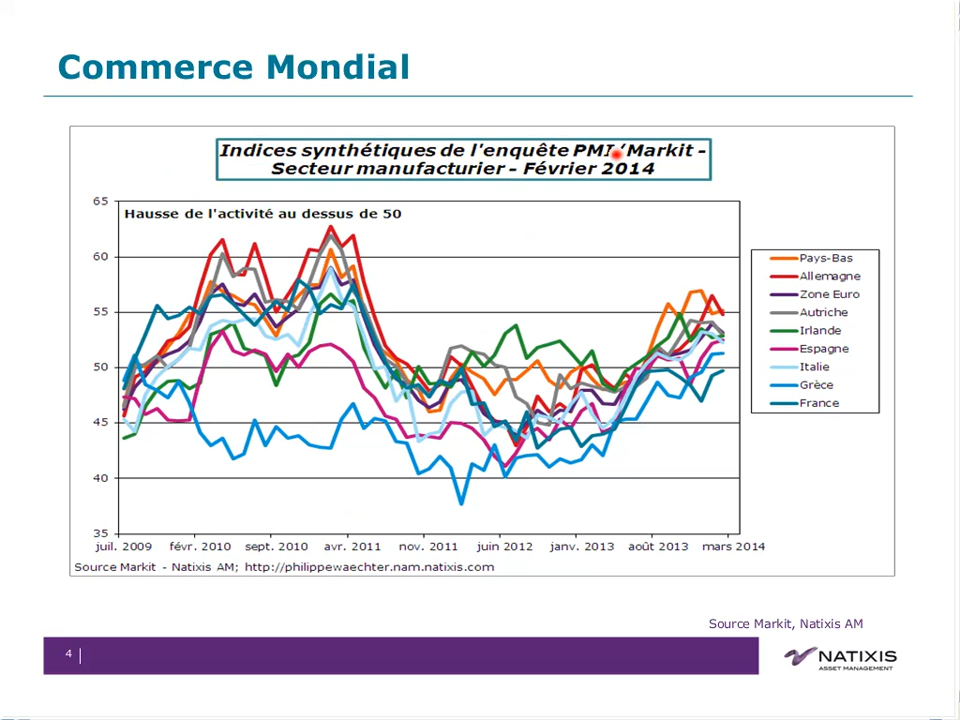 Commerce Mondial
Indices synthétiques de l'enquête PMI/Markit -
Secteur manufacturier - Février 2014
65
Hausse de l'activité au dessus de 50
60
55
50
45
40
35
juil. 2009 févr. 2010 sept. 2010 avr. 2011 nov. 2011 juin 2012 janv. 2013 août 2013 mars 2014
Pays-Bas
Allemagne
Zone Euro
Autriche
Irlande
Espagne
Italie
Grèce
France
Source Markit - Natixis AM; http://philippewaechter.nam.natixis.com
Source Markit, Natixis AM
4
NATIXIS
ASSET MANAGEMENT